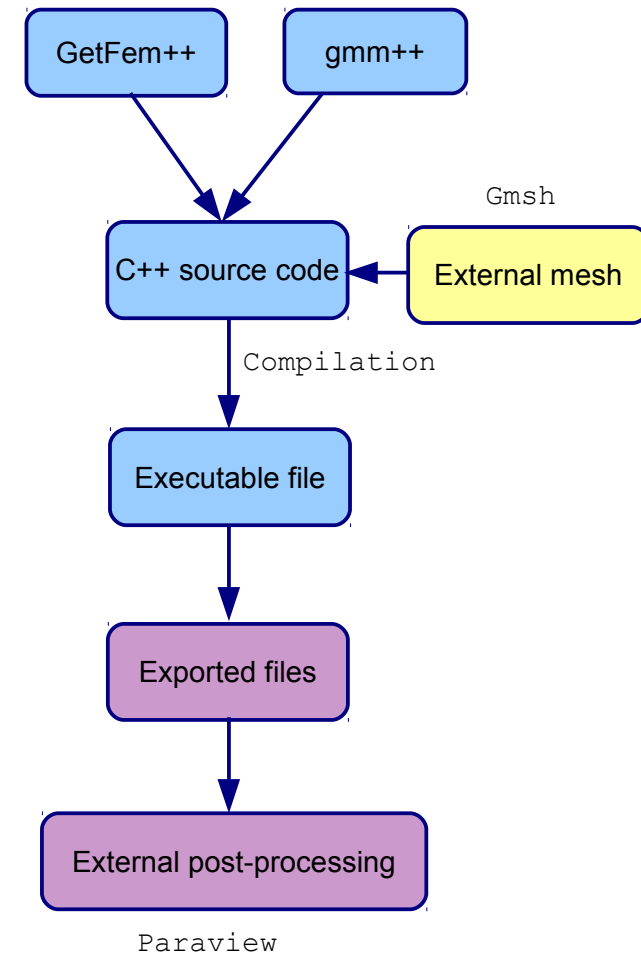 GetFem++
gmm++
Gmsh
C++ source code
External mesh
Compilation
Executable file
Exported files
External post-processing
Paraview